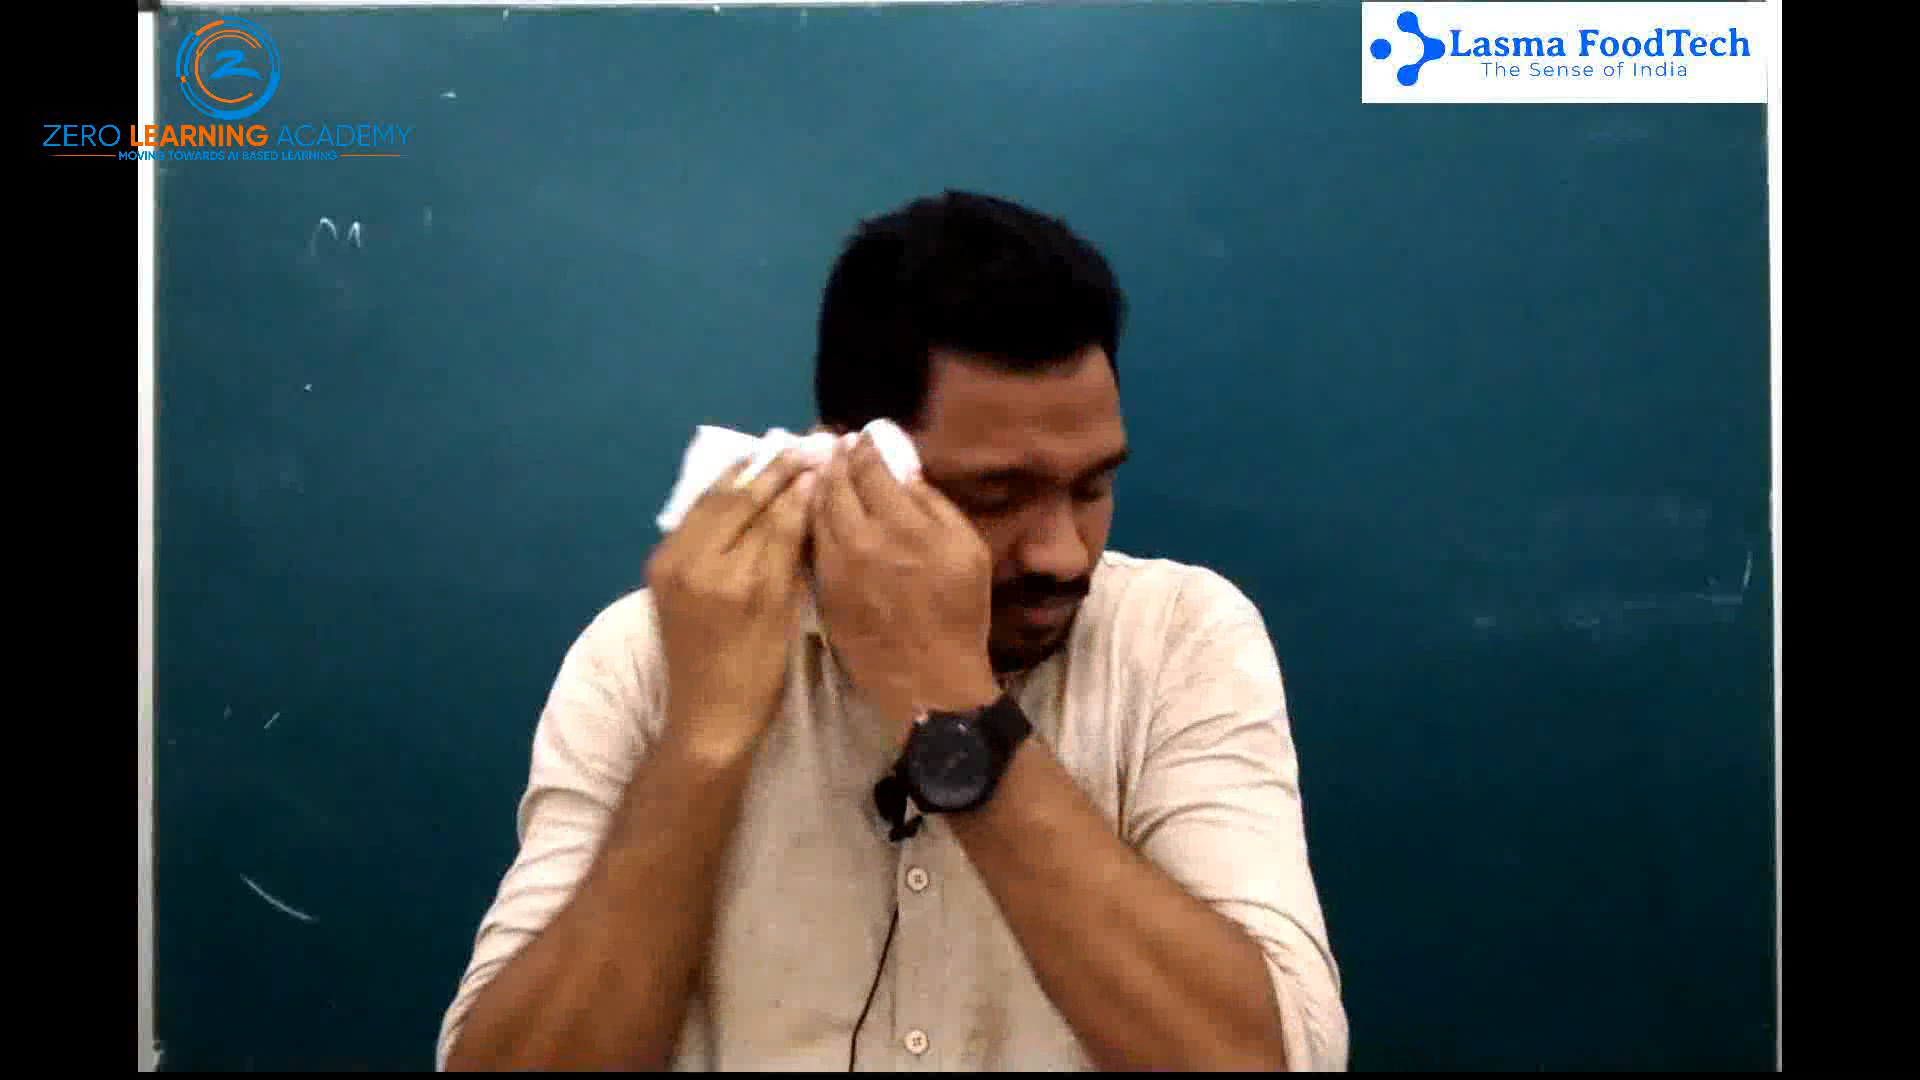 ZERO LEARNING ACADEMY
MOVING TOWARDS AI BASED LEARNING
Lasma FoodTech
The Sense of India